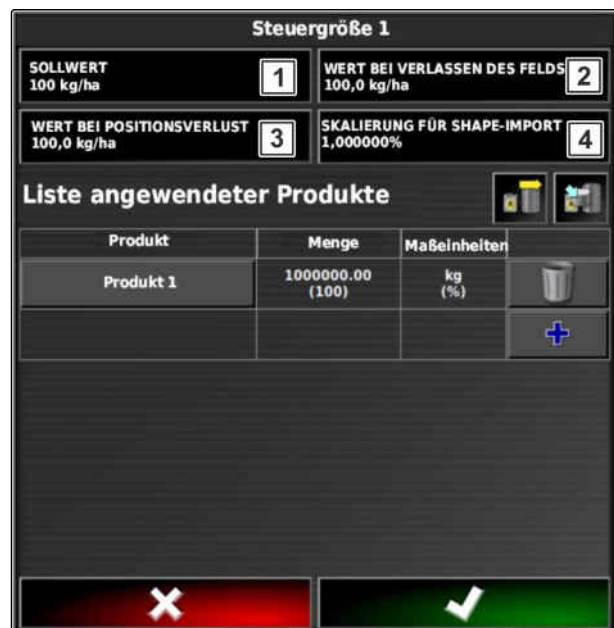 Steuergröße 1
SOLLWERT
100 kg/ha
1
WERT BEI VERLASSEN DES FELDS
100,0 kg/ha
2
WERT BEI POSITIONSVERLUST
100,0 kg/ha
3
SKALIERUNG FÜR SHAPE-IMPORT
1,000000%
4
Liste angewendeter Produkte
Produkt Menge Maßeinheiten
Produkt 1 1000000.00 kg
(100) (%)